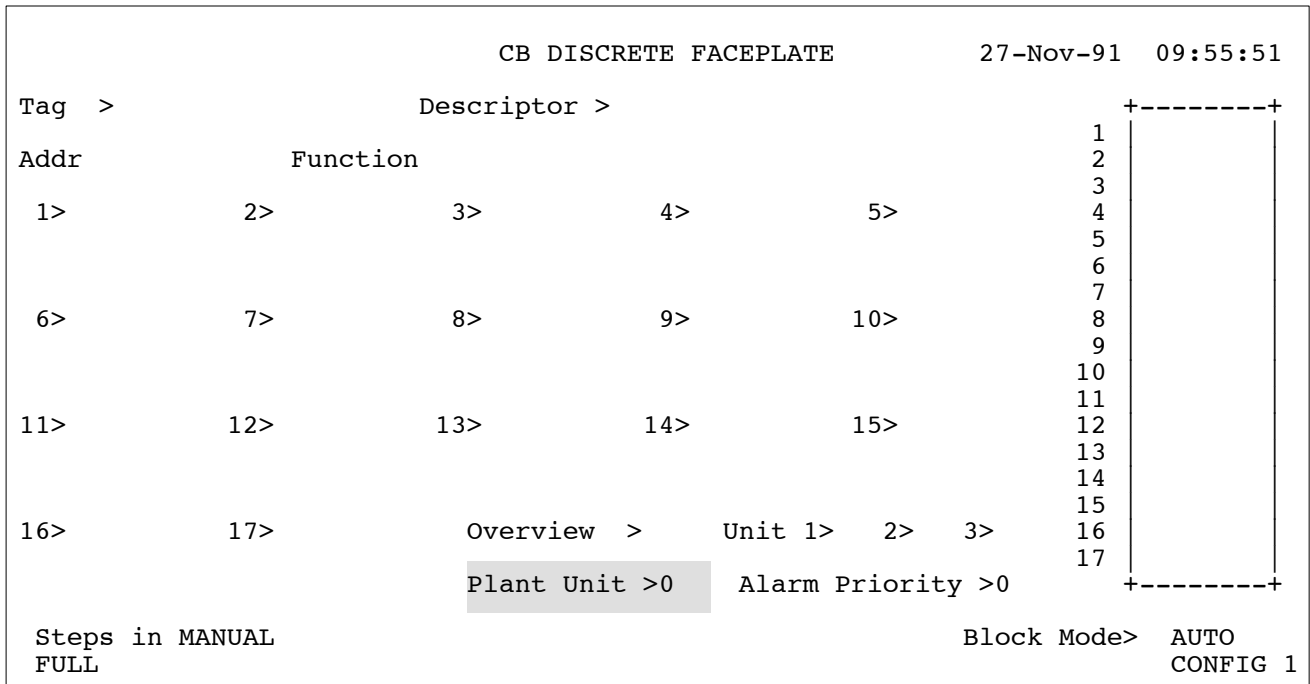 CB DISCRETE FACEPLATE 27-Nov-91 09:55:51
Tag > Descriptor > +--------+
1
Addr Function 2
3
1> 2> 3> 4> 5> 4
5
6
7
6> 7> 8> 9> 10> 8
9
10
11
11> 12> 13> 14> 15> 12
13
14
15
16> 17> Overview > Unit 1> 2> 3> 16
17
Plant Unit >0 Alarm Priority >0 +--------+
Steps in MANUAL Block Mode> AUTO
FULL CONFIG 1